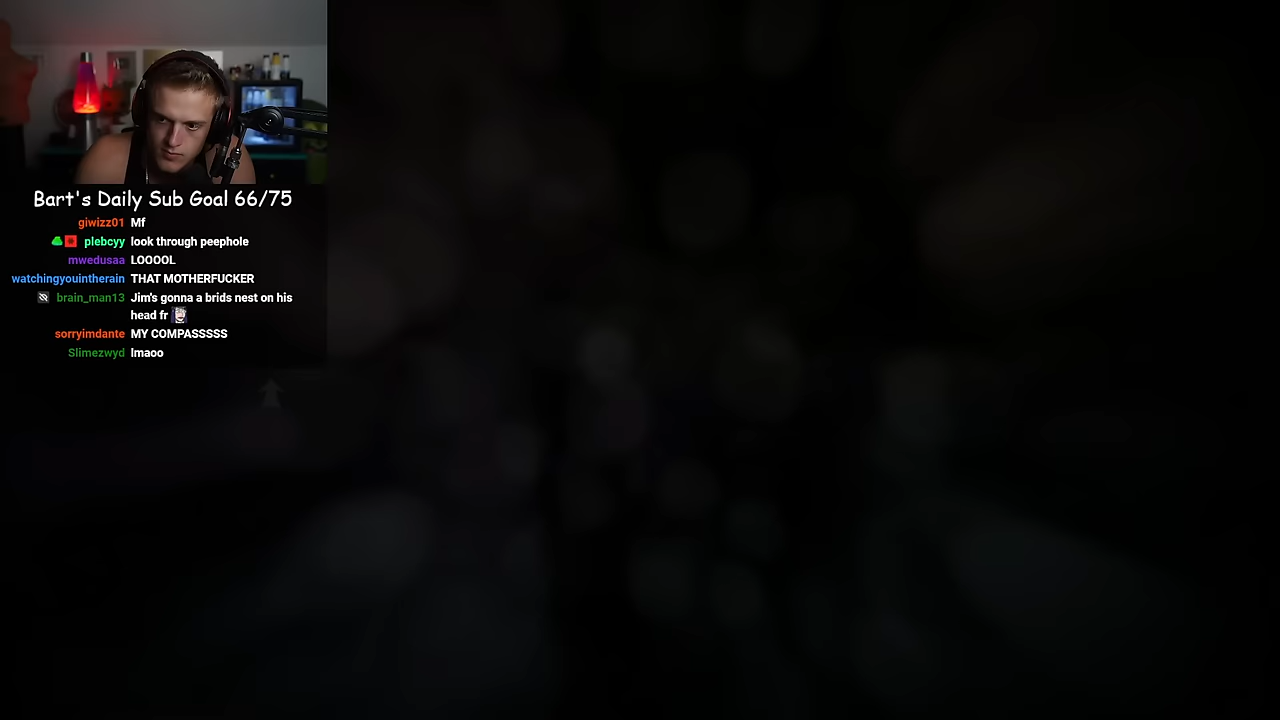 Bart's Daily Sub Goal 66/75
giwizz01 Mf
plebcyy look through peephole
mwedusaa LOOOOL
watchingyouintherain THAT MOTHERFUCKER
brain_man13 Jim's gonna a brids nest on his
head fr
sorryimdante MY COMPASSSSS
Slimezwyd lmaoo